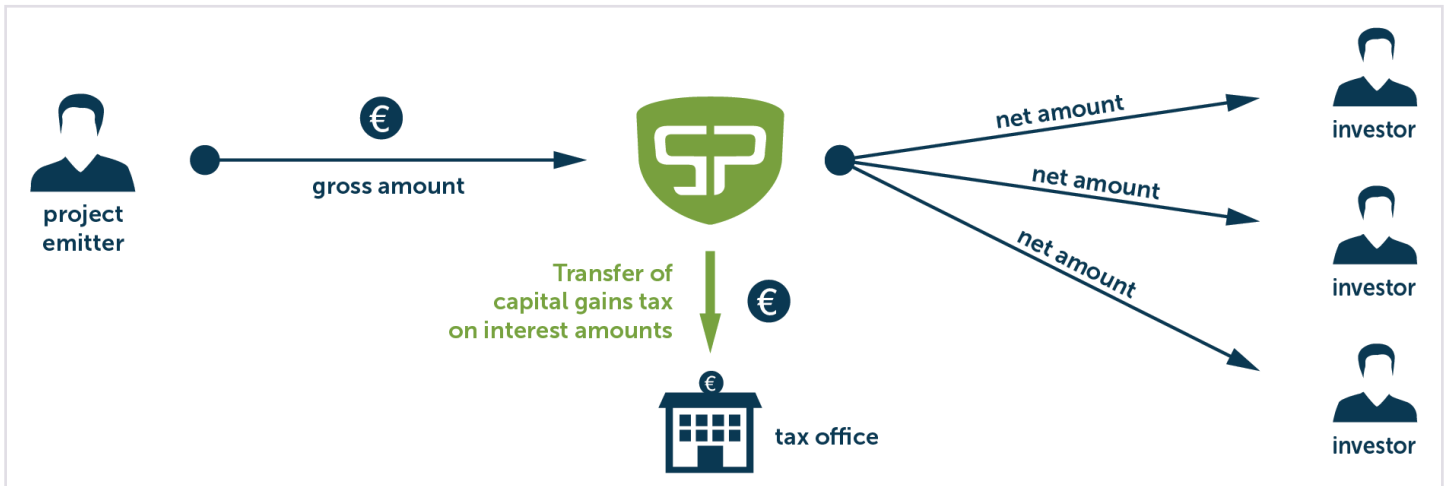 €
gross amount
project
emitter
SP
Transfer of
capital gains tax
on interest amounts
€
€
tax office
net amount
net amount
net amount
investor
investor
investor